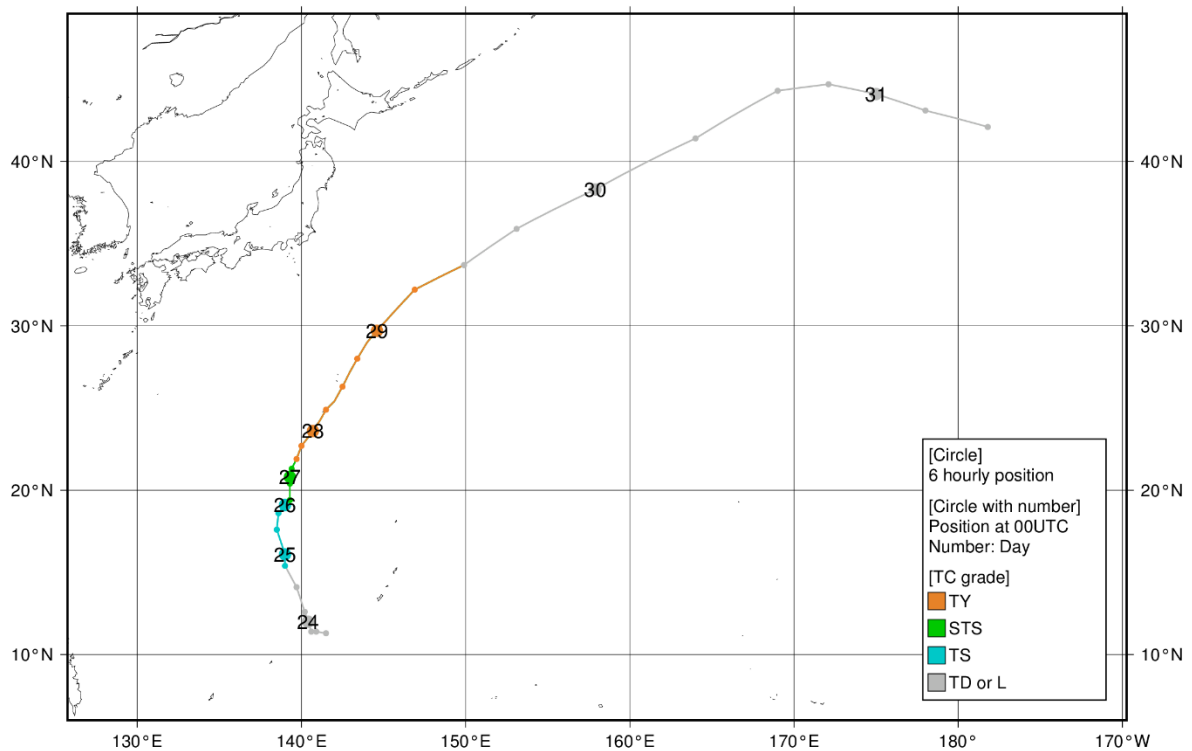 31
40°N
40°N
30
30°N
29
30°N
28
27
20°N
26
20°N
25
24
10°N
10°N
[Circle]
6 hourly position
[Circle with number]
Position at 00UTC
Number: Day
[TC grade]
TY
STS
TS
TD or L
130°E
140°E
150°E
160°E
170°E
180°
170°W